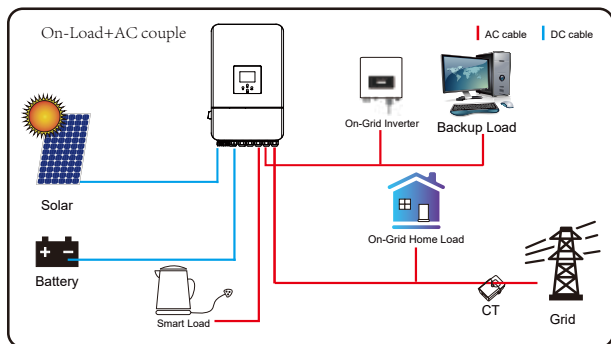 On-Load+AC couple
AC cable
DC cable
On-Grid Inverter
Backup Load
Solar
On-Grid Home Load
Battery
CT
Smart Load
Grid